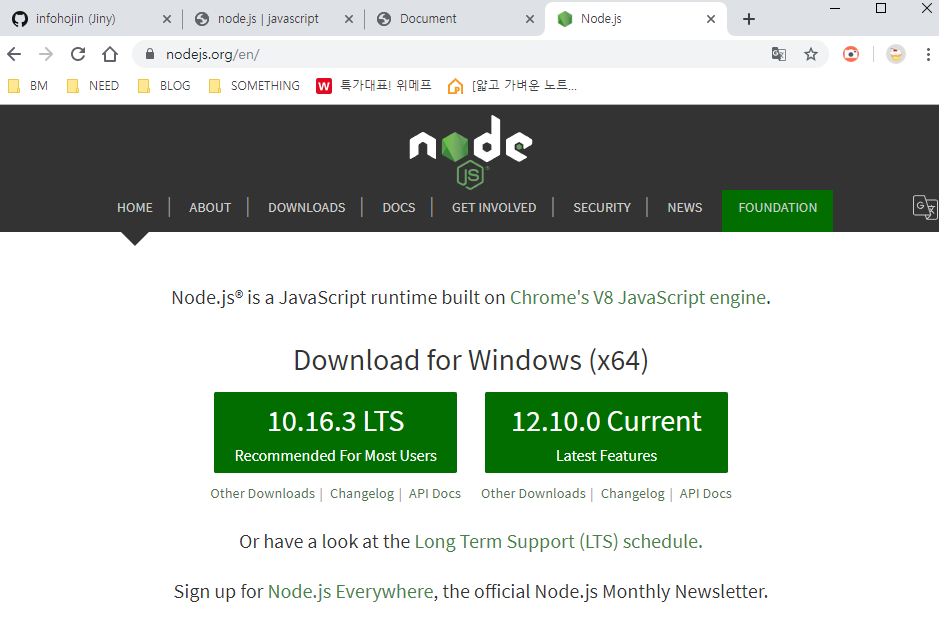 infohojin (Jiny)
node.js | javascript
Document
Node.js
nodejs.org/en/
BM NEED BLOG SOMETHING W 특가대표! 위메프 [얇고 가벼운 노트...
node
JS
HOME ABOUT DOWNLOADS DOCS GET INVOLVED SECURITY NEWS FOUNDATION
Node.js® is a JavaScript runtime built on Chrome's V8 JavaScript engine.
Download for Windows (x64)
10.16.3 LTS
Recommended For Most Users
12.10.0 Current
Latest Features
Other Downloads | Changelog | API Docs
Other Downloads | Changelog | API Docs
Or have a look at the Long Term Support (LTS) schedule.
Sign up for Node.js Everywhere, the official Node.js Monthly Newsletter.